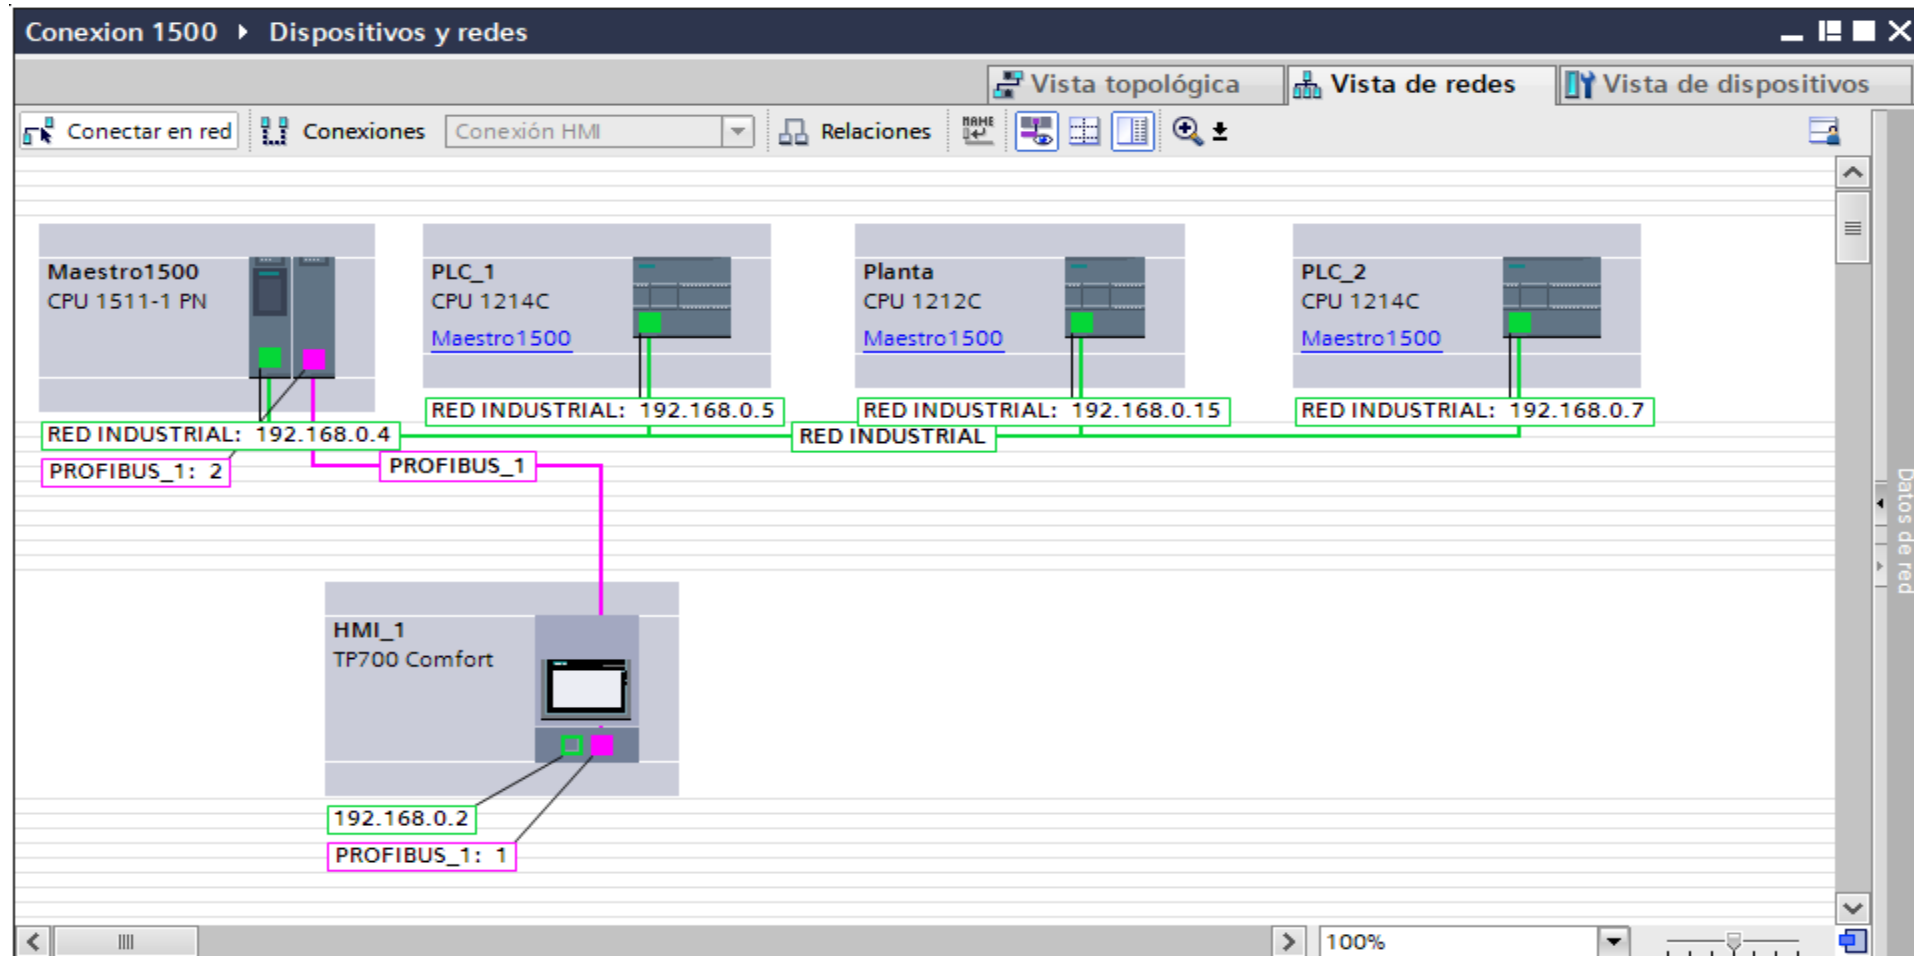 Conexion 1500 ▸ Dispositivos y redes
Vista topológica
Vista de redes
Vista de dispositivos
Conectar en red
Conexiones
Conexión HMI
Relaciones
NAME
Maestro1500
CPU 1511-1 PN
PLC_1
CPU 1214C
Maestro1500
Planta
CPU 1212C
Maestro1500
PLC_2
CPU 1214C
Maestro1500
RED INDUSTRIAL: 192.168.0.5
RED INDUSTRIAL: 192.168.0.15
RED INDUSTRIAL: 192.168.0.7
RED INDUSTRIAL: 192.168.0.4
RED INDUSTRIAL
PROFIBUS_1: 2
PROFIBUS_1
HMI_1
TP700 Comfort
192.168.0.2
PROFIBUS_1: 1
Datos de red
100%